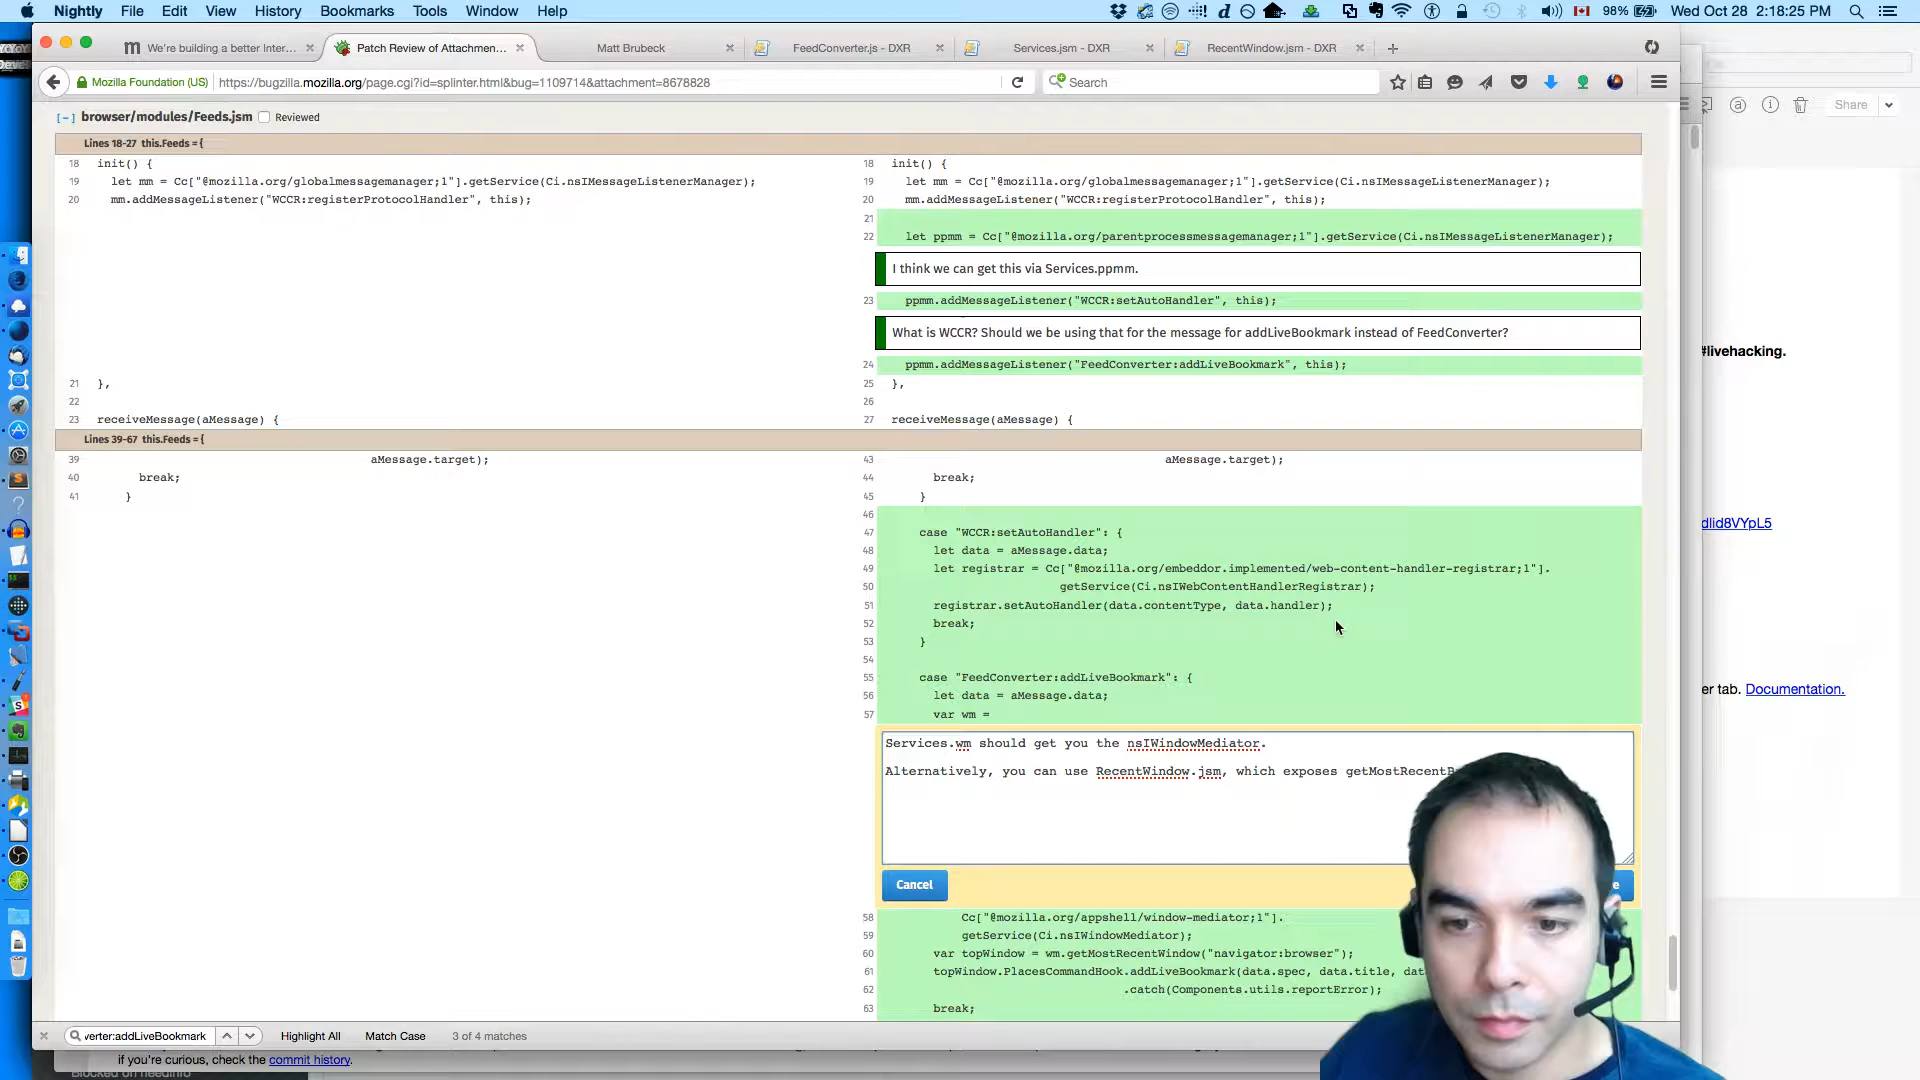 Nightly File Edit View History Bookmarks Tools Window Help
98% Wed Oct 28 2:18:25 PM
We're building a better Inter...
Patch Review of Attachmen...
Matt Brubeck
FeedConverter.js - DXR
Services.jsm - DXR
RecentWindow.jsm - DXR
Mozilla Foundation (US)
https://bugzilla.mozilla.org/page.cgi?id=splinter.html&bug=1109714&attachment=8678828
Search
Share
[-] browser/modules/Feeds.jsm Reviewed
Lines 18-27 this.Feeds = {
18 init() {
19 let mm = Cc["@mozilla.org/globalmessagemanager;1"].getService(Ci.nsIMessageListenerManager);
20 mm.addMessageListener("WCCR:registerProtocolHandler", this);
21 },
22
23 receiveMessage(aMessage) {
18 init() {
19 let mm = Cc["@mozilla.org/globalmessagemanager;1"].getService(Ci.nsIMessageListenerManager);
20 mm.addMessageListener("WCCR:registerProtocolHandler", this);
21
22 let ppmm = Cc["@mozilla.org/parentprocessmessagemanager;1"].getService(Ci.nsIMessageListenerManager);
I think we can get this via Services.ppmm.
23 ppmm.addMessageListener("WCCR:setAutoHandler", this);
What is WCCR? Should we be using that for the message for addLiveBookmark instead of FeedConverter?
24 ppmm.addMessageListener("FeedConverter:addLiveBookmark", this);
25 },
26
27 receiveMessage(aMessage) {
Lines 39-67 this.Feeds = {
39 aMessage.target);
40 break;
41 }
43 aMessage.target);
44 break;
45 }
46
47 case "WCCR:setAutoHandler": {
48 let data = aMessage.data;
49 let registrar = Cc["@mozilla.org/embeddor.implemented/web-content-handler-registrar;1"].
50 getService(Ci.nsIWebContentHandlerRegistrar);
51 registrar.setAutoHandler(data.contentType, data.handler);
52 break;
53 }
54
55 case "FeedConverter:addLiveBookmark": {
56 let data = aMessage.data;
57 var wm =
Services.wm should get you the nsIWindowMediator.
Alternatively, you can use RecentWindow.jsm, which exposes getMostRecentB
Cancel
e
58 Cc["@mozilla.org/appshell/window-mediator;1"].
59 getService(Ci.nsIWindowMediator);
60 var topWindow = wm.getMostRecentWindow("navigator:browser");
61 topWindow.PlacesCommandHook.addLiveBookmark(data.spec, data.title, dat
62 .catch(Components.utils.reportError);
63 break;
#livehacking.
dlid8VYpL5
er tab. Documentation.
verter:addLiveBookmark Highlight All Match Case 3 of 4 matches
if you're curious, check the commit history.